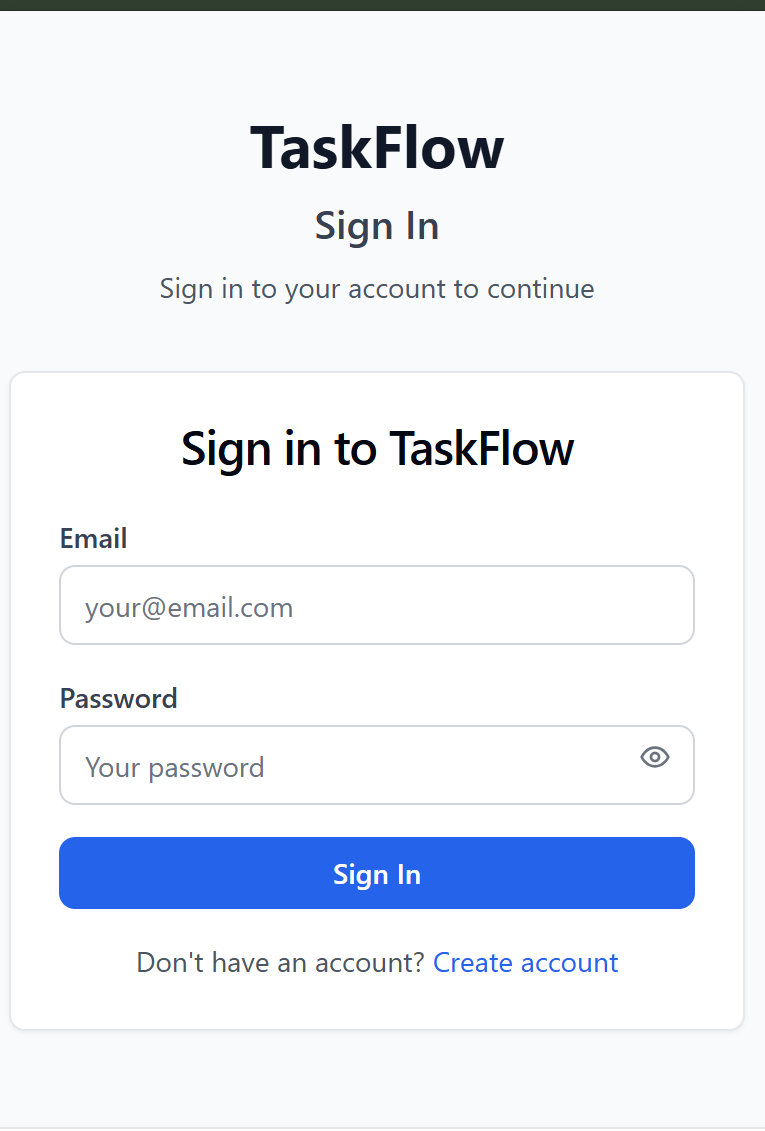 TaskFlow
Sign In
Sign in to your account to continue
Sign in to TaskFlow
Email
your@email.com
Password
Your password
Sign In
Don't have an account? Create account